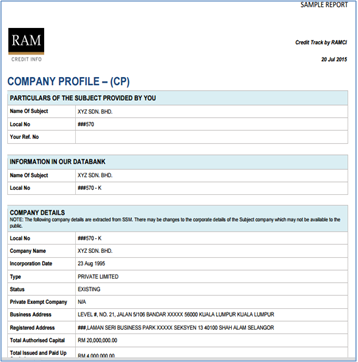 SAMPLE REPORT
RAM
CREDIT INFO
Credit Track by RAMCI
20 Jul 2015
COMPANY PROFILE – (CP)
PARTICULARS OF THE SUBJECT PROVIDED BY YOU
Name Of Subject XYZ SDN. BHD.
Local No ###570
Your Ref. No
INFORMATION IN OUR DATABANK
Name Of Subject XYZ SDN. BHD.
Local No ###570 - K
COMPANY DETAILS
NOTE: The following company details are extracted from SSM. There may be changes to the corporate details of the Subject company which may not be available to the
public.
Local No ###570 - K
Company Name XYZ SDN. BHD.
Incorporation Date 23 Aug 1995
Type PRIVATE LIMITED
Status EXISTING
Private Exempt Company N/A
Business Address LEVEL #, NO. 21, JALAN 5/106 BANDAR XXXXX 56000 KUALA LUMPUR KUALA LUMPUR
Registered Address ###,LAMAN SERI BUSINESS PARK XXXXX SEKSYEN 13 40100 SHAH ALAM SELANGOR
Total Authorised Capital RM 20,000,000.00
Total Issued and Paid Up RM 4,000,000.00